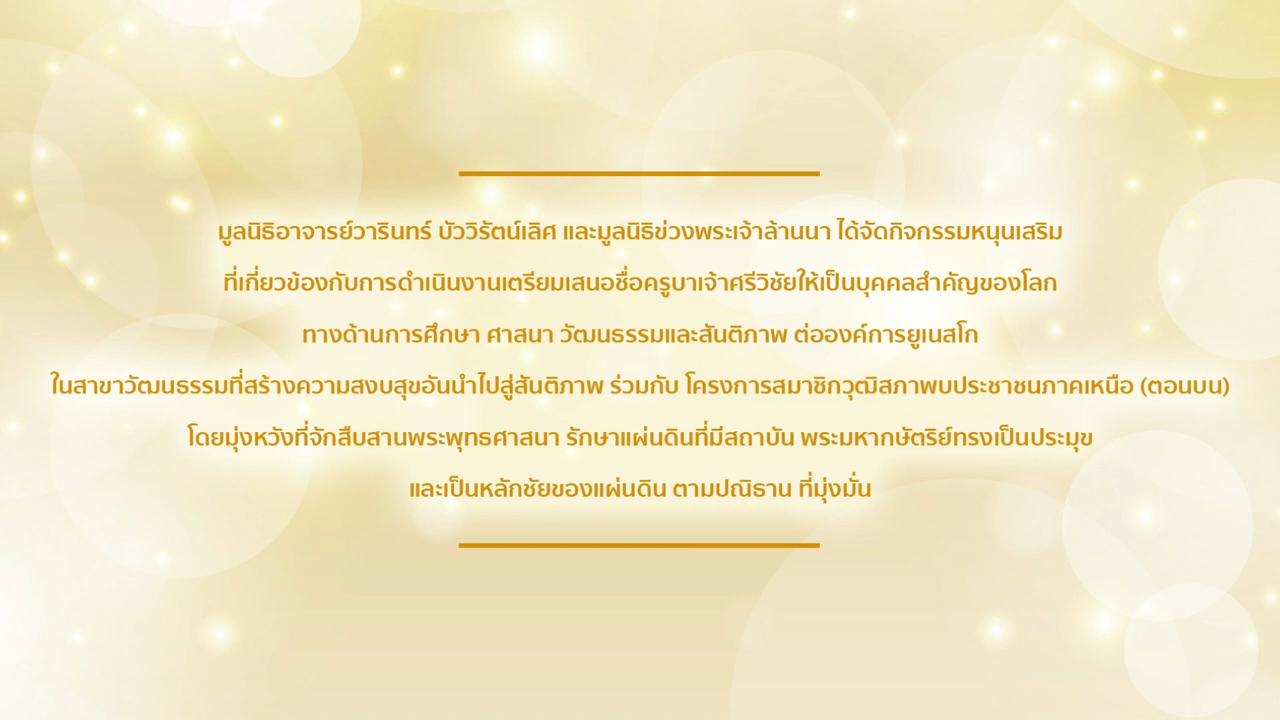 มูลนิธิอาจารย์วารินทร์ บัววิรัตน์เลิศ และมูลนิธิข่วงพระเจ้าล้านนา ได้จัดกิจกรรมหนุนเสริม
ที่เกี่ยวข้องกับการดำเนินงานเตรียมเสนอชื่อครูบาเจ้าศรีวิชัยให้เป็นบุคคลสำคัญของโลก
ทางด้านการศึกษา ศาสนา วัฒนธรรมและสันติภาพ ต่อองค์การยูเนสโก
ในสาขาวัฒนธรรมที่สร้างความสงบสุขอันนำไปสู่สันติภาพ ร่วมกับ โครงการสมาชิกวุฒิสภาพบประชาชนภาคเหนือ (ตอนบน)
โดยมุ่งหวังที่จักสืบสานพระพุทธศาสนา รักษาแผ่นดินที่มีสถาบัน พระมหากษัตริย์ทรงเป็นประมุข
และเป็นหลักชัยของแผ่นดิน ตามปณิธาน ที่มุ่งมั่น